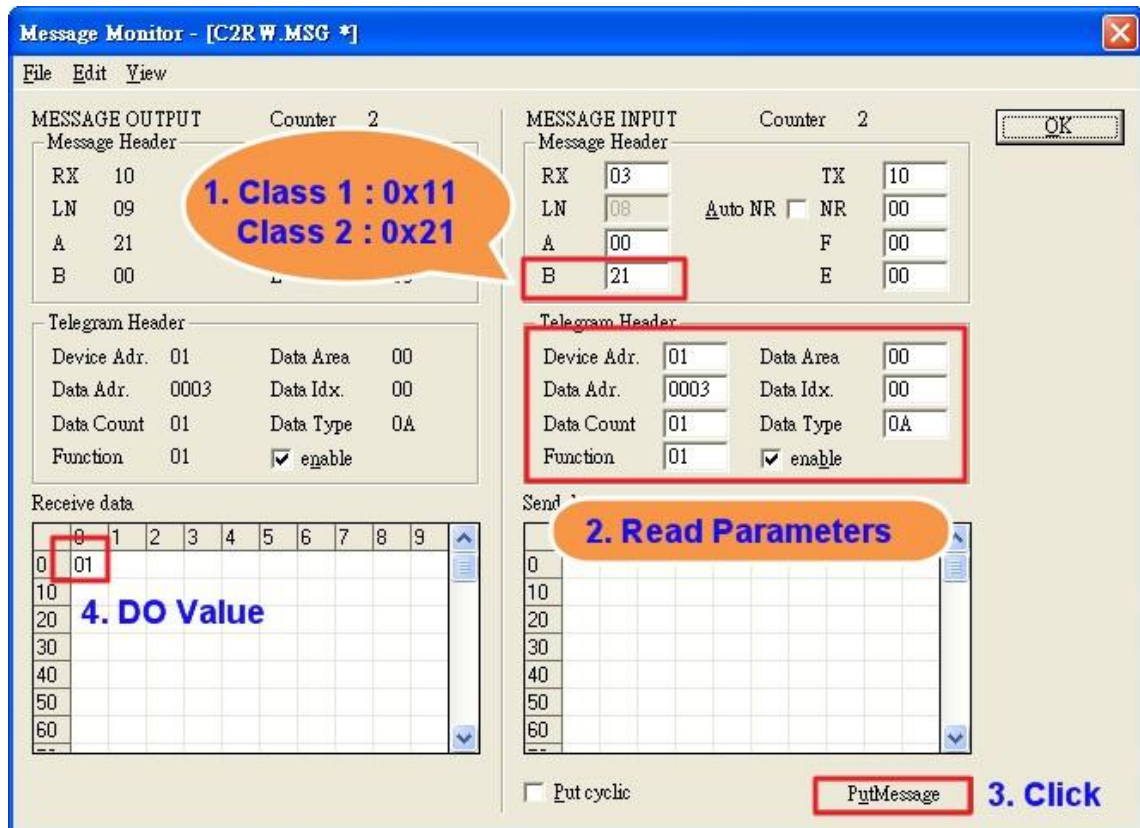 Message Monitor - [C2RW.MSG *]
File Edit View
MESSAGE OUTPUT Counter 2
Message Header
RX 10
LN 09
A 21
B 00
1. Class 1 : 0x11
Class 2 : 0x21
Telegram Header
Device Adr. 01 Data Area 00
Data Adr. 0003 Data Idx. 00
Data Count 01 Data Type 0A
Function 01 enable
Receive data
0 1 2 3 4 5 6 7 8 9
0 01
10
20
30
40
50
60
4. DO Value
MESSAGE INPUT Counter 2
Message Header
RX 03 TX 10
LN 08 Auto NR NR 00
A 00 F 00
B 21 E 00
Telegram Header
Device Adr. 01 Data Area 00
Data Adr. 0003 Data Idx. 00
Data Count 01 Data Type 0A
Function 01 enable
Send
2. Read Parameters
0
10
20
30
40
50
60
Put cyclic
PutMessage
3. Click
OK